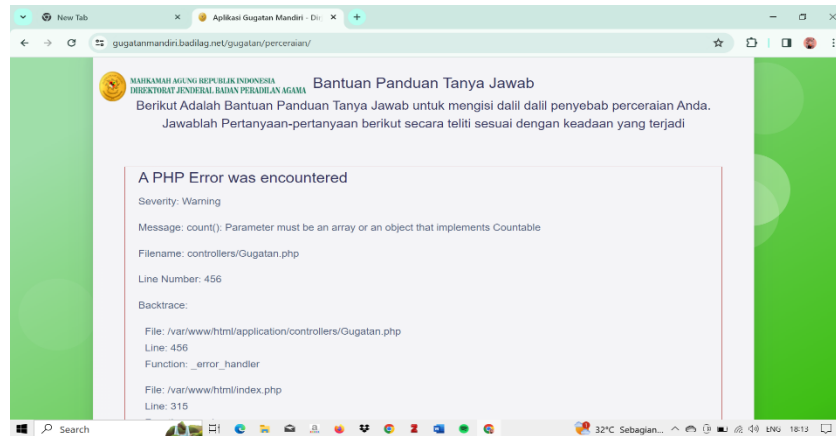 New Tab
Aplikasi Gugatan Mandiri - Dir
gugatanmandiri.badilag.net/gugatan/perceraian/
MAHKAMAH AGUNG REPUBLIK INDONESIA
DIREKTORAT JENDERAL BADAN PERADILAN AGAMA
Bantuan Panduan Tanya Jawab
Berikut Adalah Bantuan Panduan Tanya Jawab untuk mengisi dalil dalil penyebab perceraian Anda.
Jawablah Pertanyaan-pertanyaan berikut secara teliti sesuai dengan keadaan yang terjadi
A PHP Error was encountered
Severity: Warning
Message: count(): Parameter must be an array or an object that implements Countable
Filename: controllers/Gugatan.php
Line Number: 456
Backtrace:
File: /var/www/html/application/controllers/Gugatan.php
Line: 456
Function: _error_handler
File: /var/www/html/index.php
Line: 315
Search
32°C Sebagian... ENG 18:13